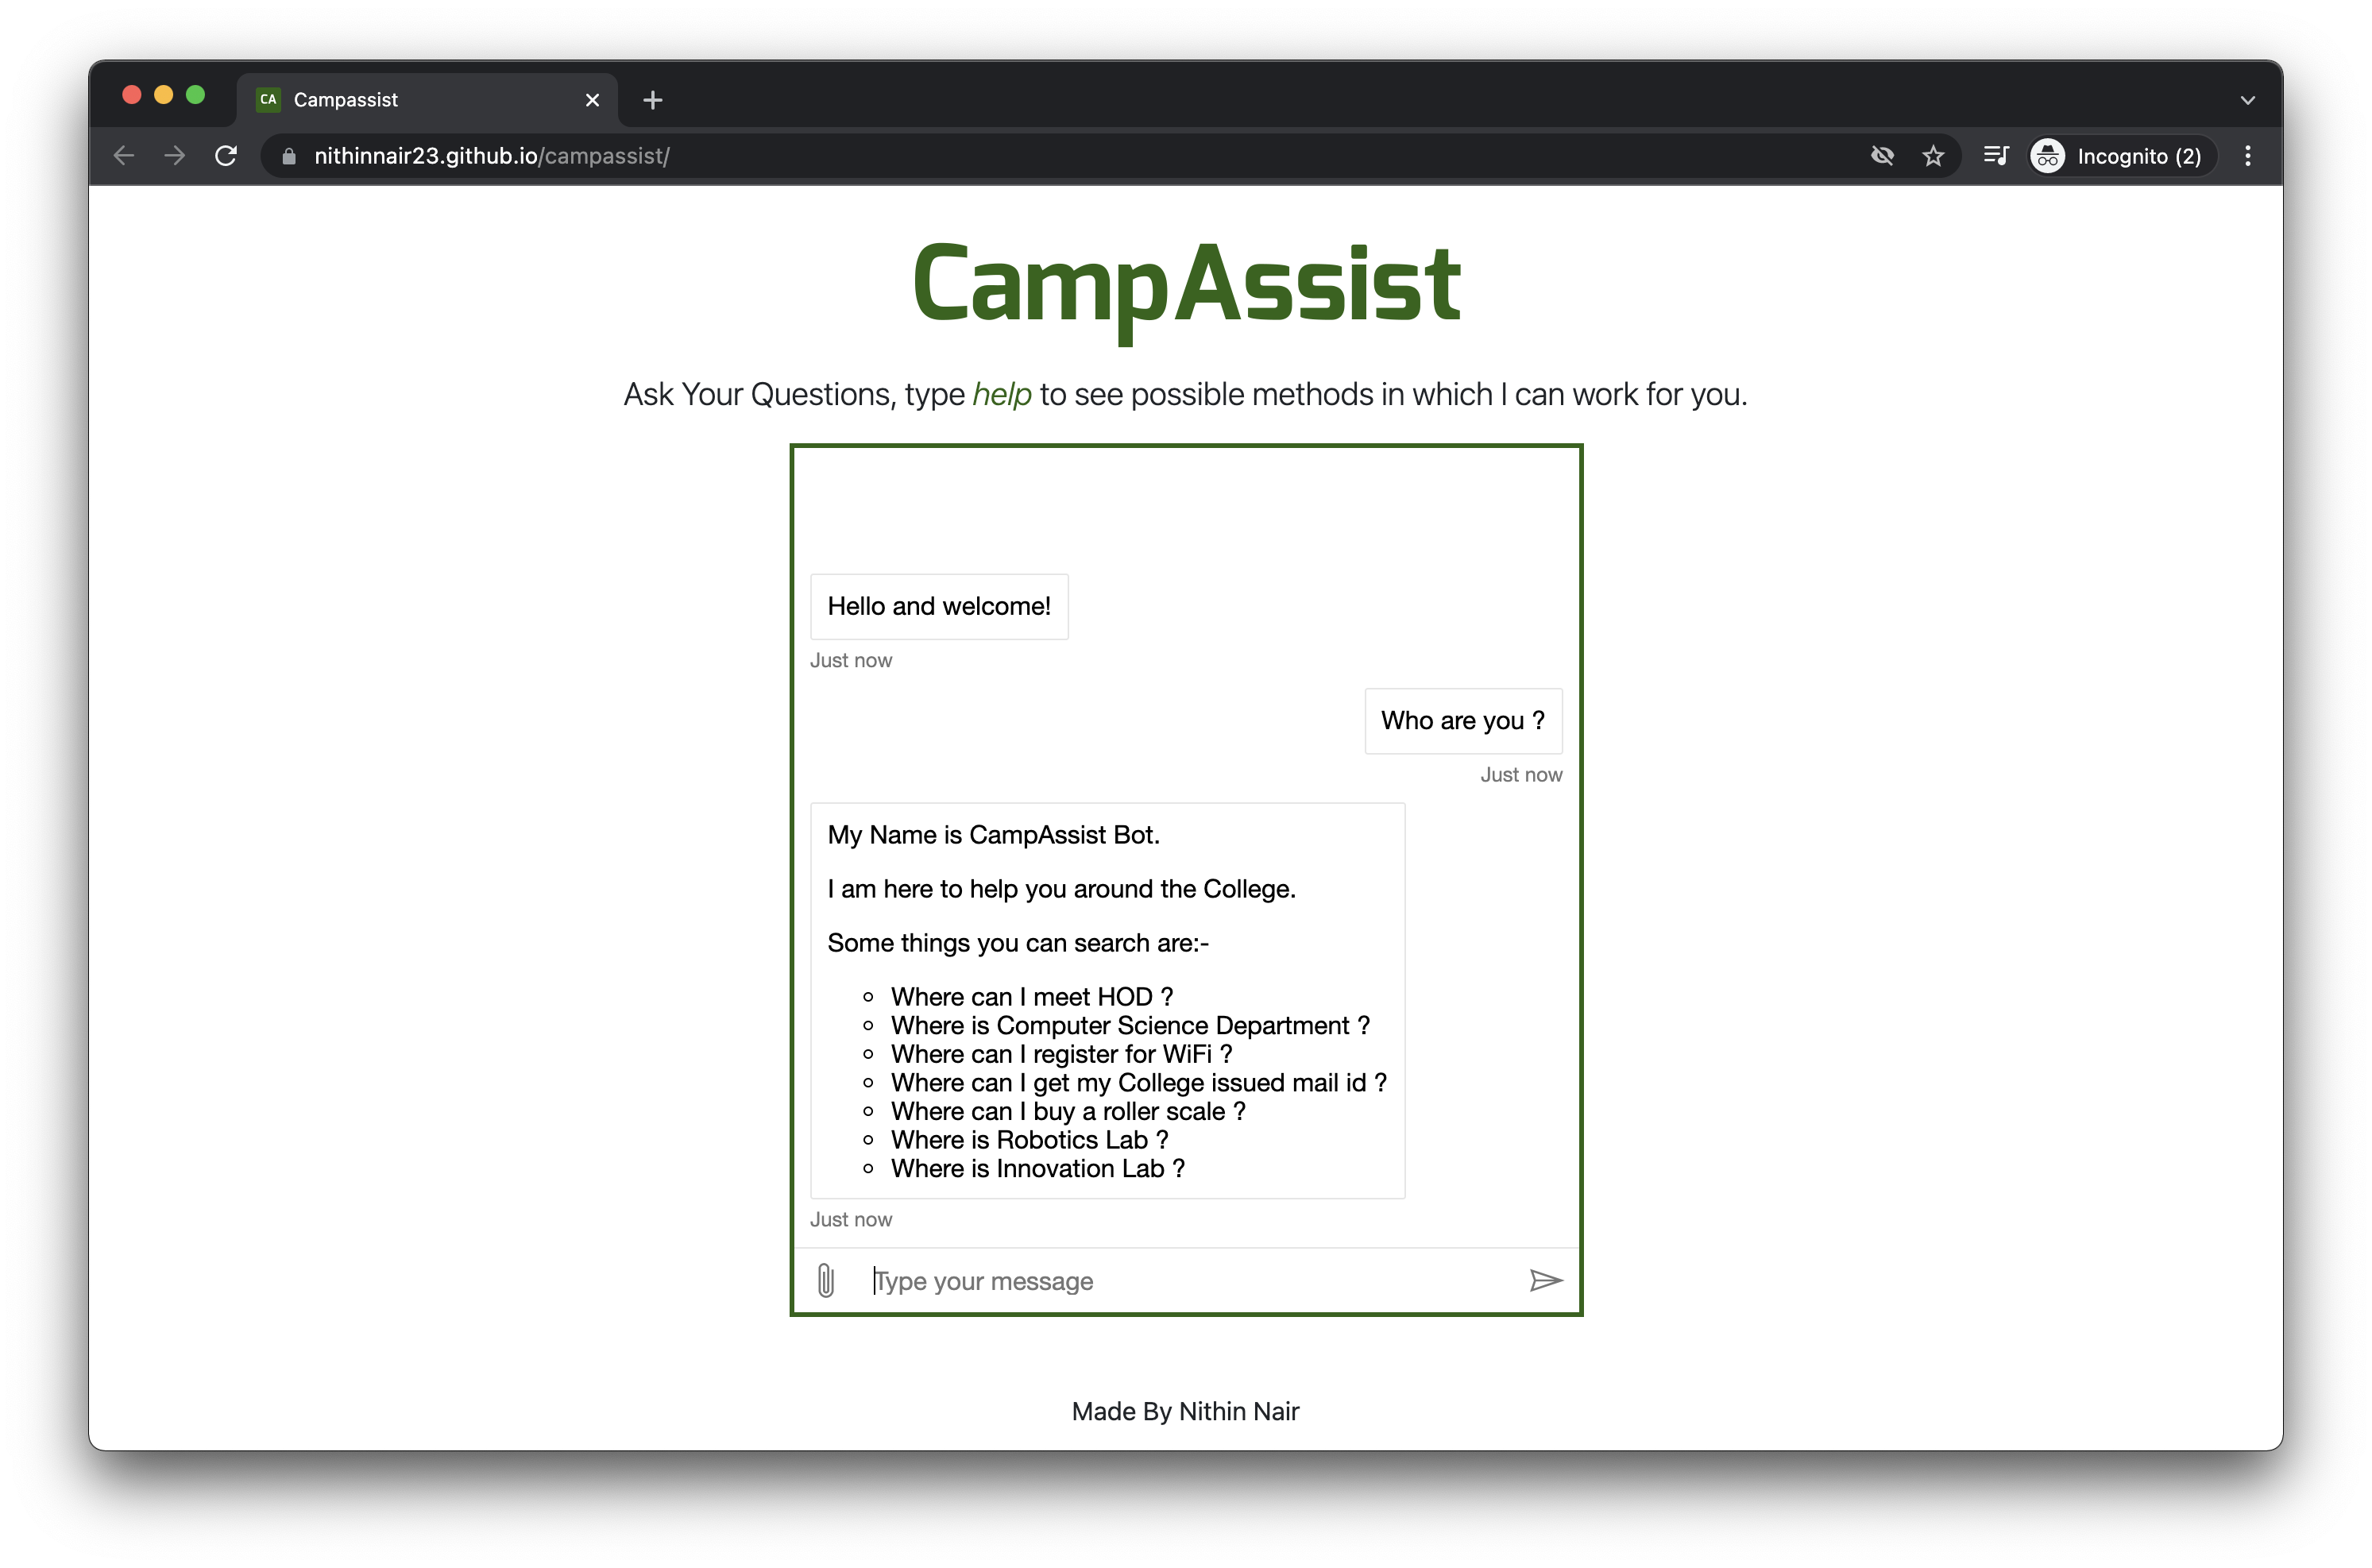 CA Campassist
nithinnair23.github.io/campassist/ Incognito (2)
CampAssist
Ask Your Questions, type help to see possible methods in which I can work for you.
Hello and welcome!
Just now
Who are you ?
Just now
My Name is CampAssist Bot.
I am here to help you around the College.
Some things you can search are:-
Where can I meet HOD ?
Where is Computer Science Department ?
Where can I register for WiFi ?
Where can I get my College issued mail id ?
Where can I buy a roller scale ?
Where is Robotics Lab ?
Where is Innovation Lab ?
Just now
Type your message
Made By Nithin Nair